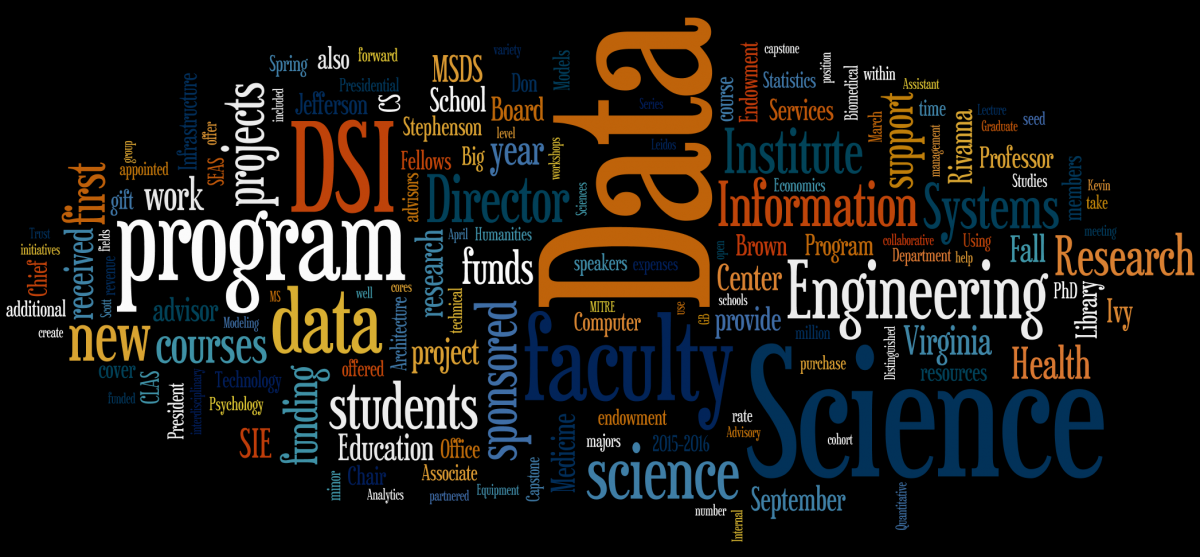 Data
Science
program
faculty
DSI
data
Engineering
Information
science
students
Director
Institute
Systems
Research
new
courses
projects
sponsored
funding
support
funds
year
Virginia
Health
first
work
received
research
project
Education
School
MSDS
Board
Stephenson
Jefferson
Presidential
Spring
also
forward
CS
variety
Don
Models
Series
Leidos
level
workshops
Big
Fellows
advisors
Sciences
April
Humanities
speakers
expenses
MITRE
Computer
use
GB
capstone
course
Endowment
Statistics
position
Biomedical
within
Services
Assistant
time
Lecture
Graduate
seed
March
management
Rivanna
Professor
Studies
members
Kevin
take
meeting
Economics
Brown
Program
collaborative
Department
Using
help
Fall
open
Center
schools
provide
PhD
Library
Ivy
million
purchase
Distinguished
resources
Infrastructure
included
SEAS
offer
group
appointed
gift
Trust
initiatives
Chief
fields
revenue
Scott
additional
create
advisor
Modeling
MS
well
cores
Architecture
technical
offered
cover
CLAS
funded
President
interdisciplinary
Technology
Psychology
SIE
minor
Chair
Analytics
Office
Associate
partnered
Equipment
Capstone
Medicine
endowment
majors
2015-2016
rate
Advisory
cohort
number
Internal
September
Quantitative